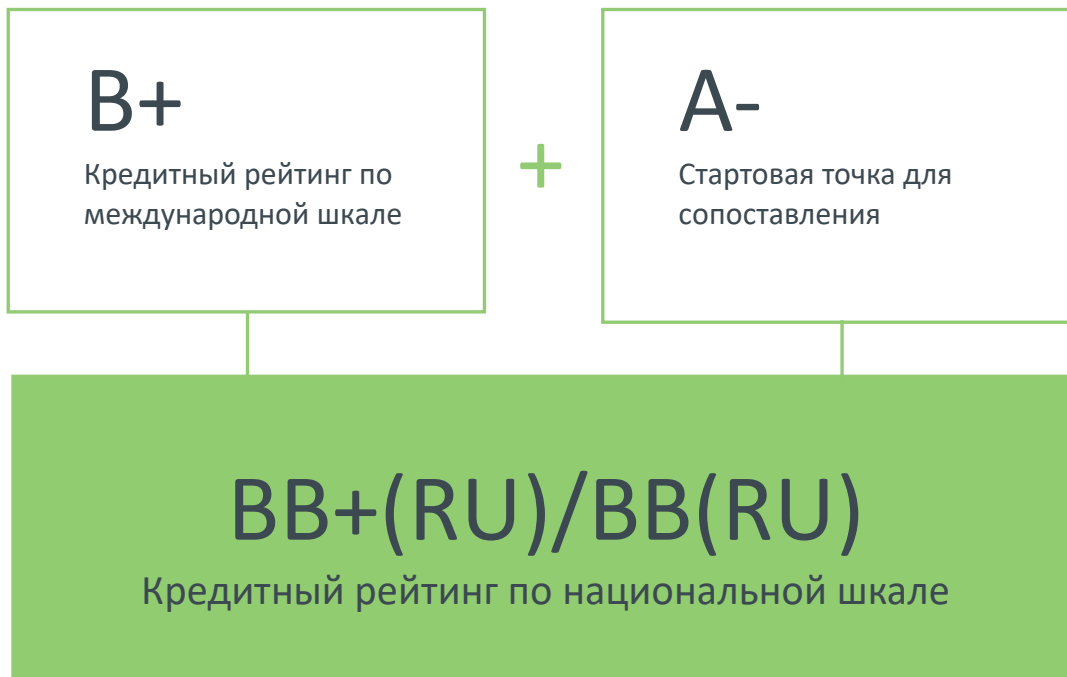 B+
Кредитный рейтинг по
международной шкале
+
A-
Стартовая точка для
сопоставления
BB+(RU)/BB(RU)
Кредитный рейтинг по национальной шкале